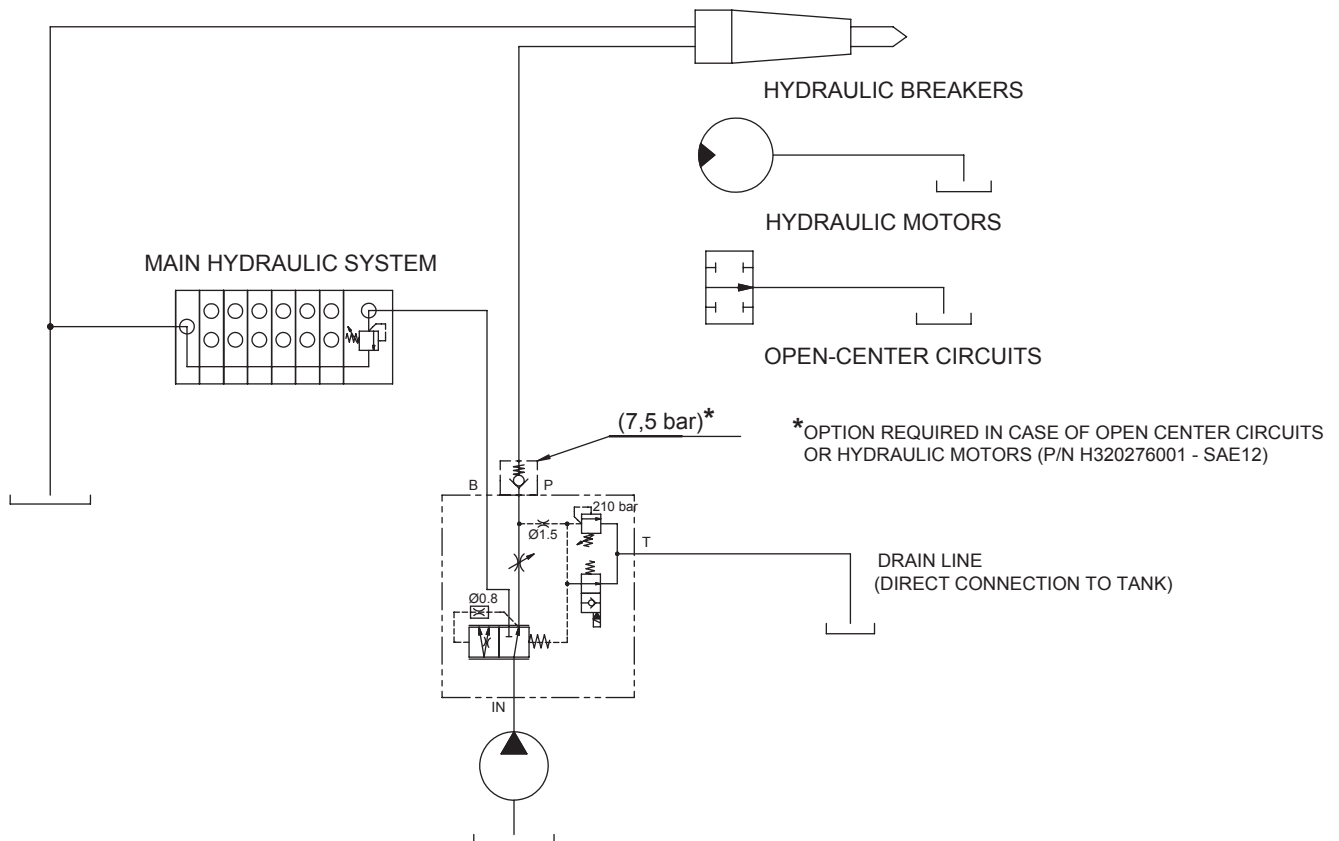 HYDRAULIC BREAKERS
HYDRAULIC MOTORS
MAIN HYDRAULIC SYSTEM
OPEN-CENTER CIRCUITS
(7,5 bar)*
*OPTION REQUIRED IN CASE OF OPEN CENTER CIRCUITS
OR HYDRAULIC MOTORS (P/N H320276001 - SAE12)
B
P
210 bar
Ø1.5
T
DRAIN LINE
(DIRECT CONNECTION TO TANK)
Ø0.8
IN